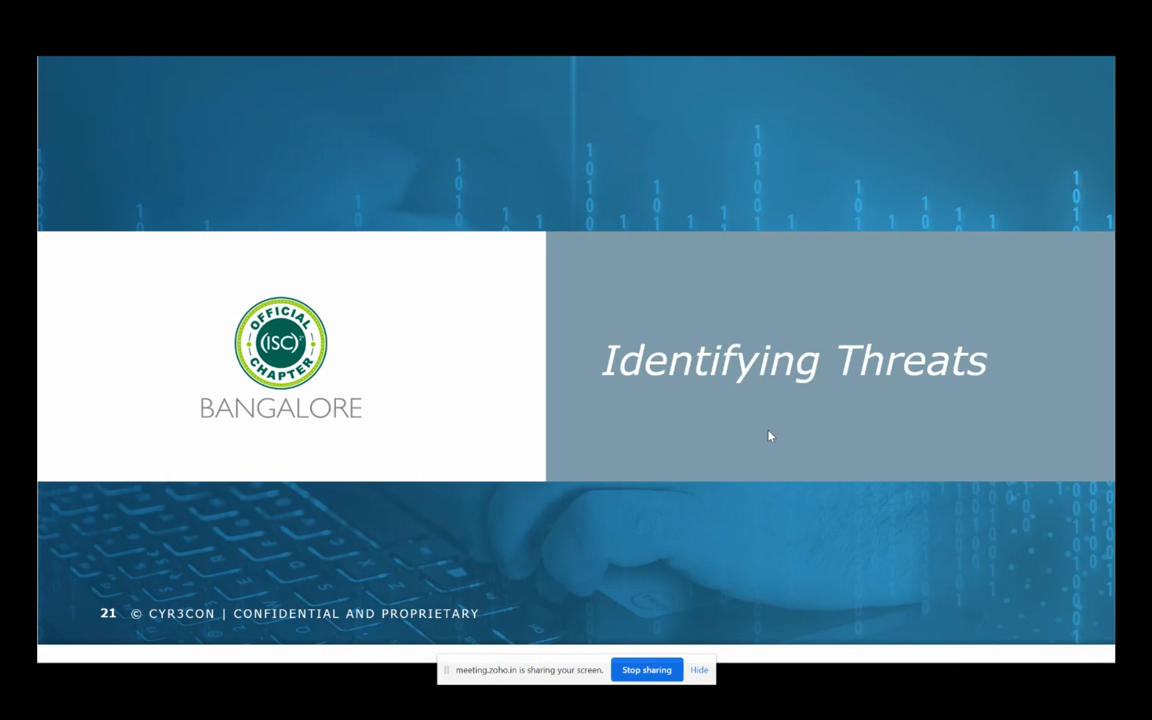 OFFICIAL
(ISC)²
CHAPTER
BANGALORE
Identifying Threats
21 © CYR3CON | CONFIDENTIAL AND PROPRIETARY
meeting.zoho.in is sharing your screen. Stop sharing Hide